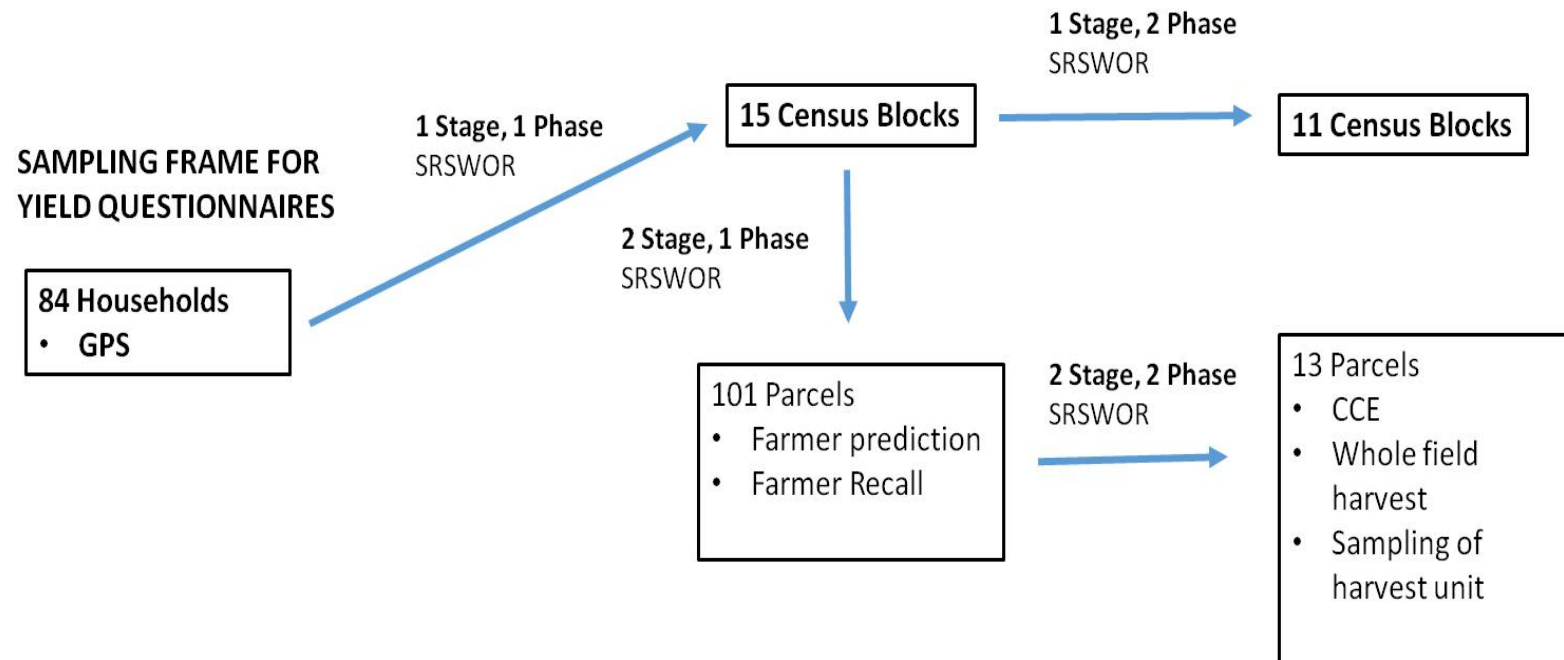 SAMPLING FRAME FOR
YIELD QUESTIONNAIRES
84 Households
• GPS
1 Stage, 1 Phase
SRSWOR
15 Census Blocks
1 Stage, 2 Phase
SRSWOR
11 Census Blocks
2 Stage, 1 Phase
SRSWOR
101 Parcels
• Farmer prediction
• Farmer Recall
2 Stage, 2 Phase
SRSWOR
13 Parcels
• CCE
• Whole field
harvest
• Sampling of
harvest unit